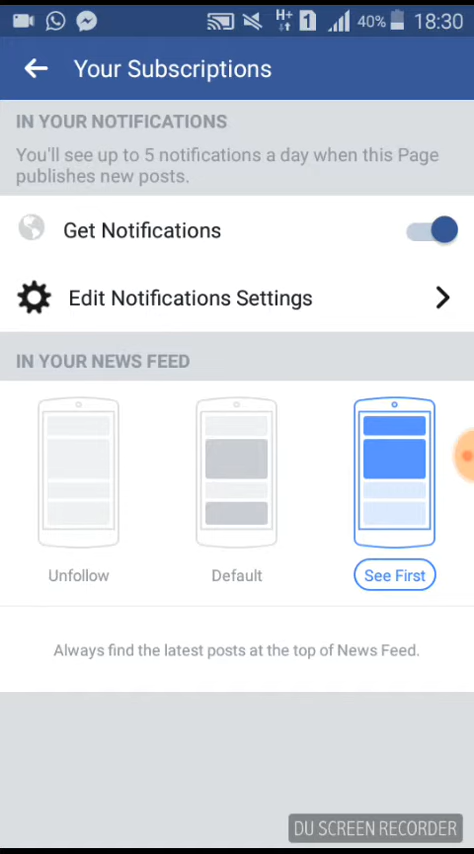 H+ 1 40% 18:30
Your Subscriptions
IN YOUR NOTIFICATIONS
You'll see up to 5 notifications a day when this Page
publishes new posts.
Get Notifications
Edit Notifications Settings
IN YOUR NEWS FEED
Unfollow Default See First
Always find the latest posts at the top of News Feed.
DU SCREEN RECORDER